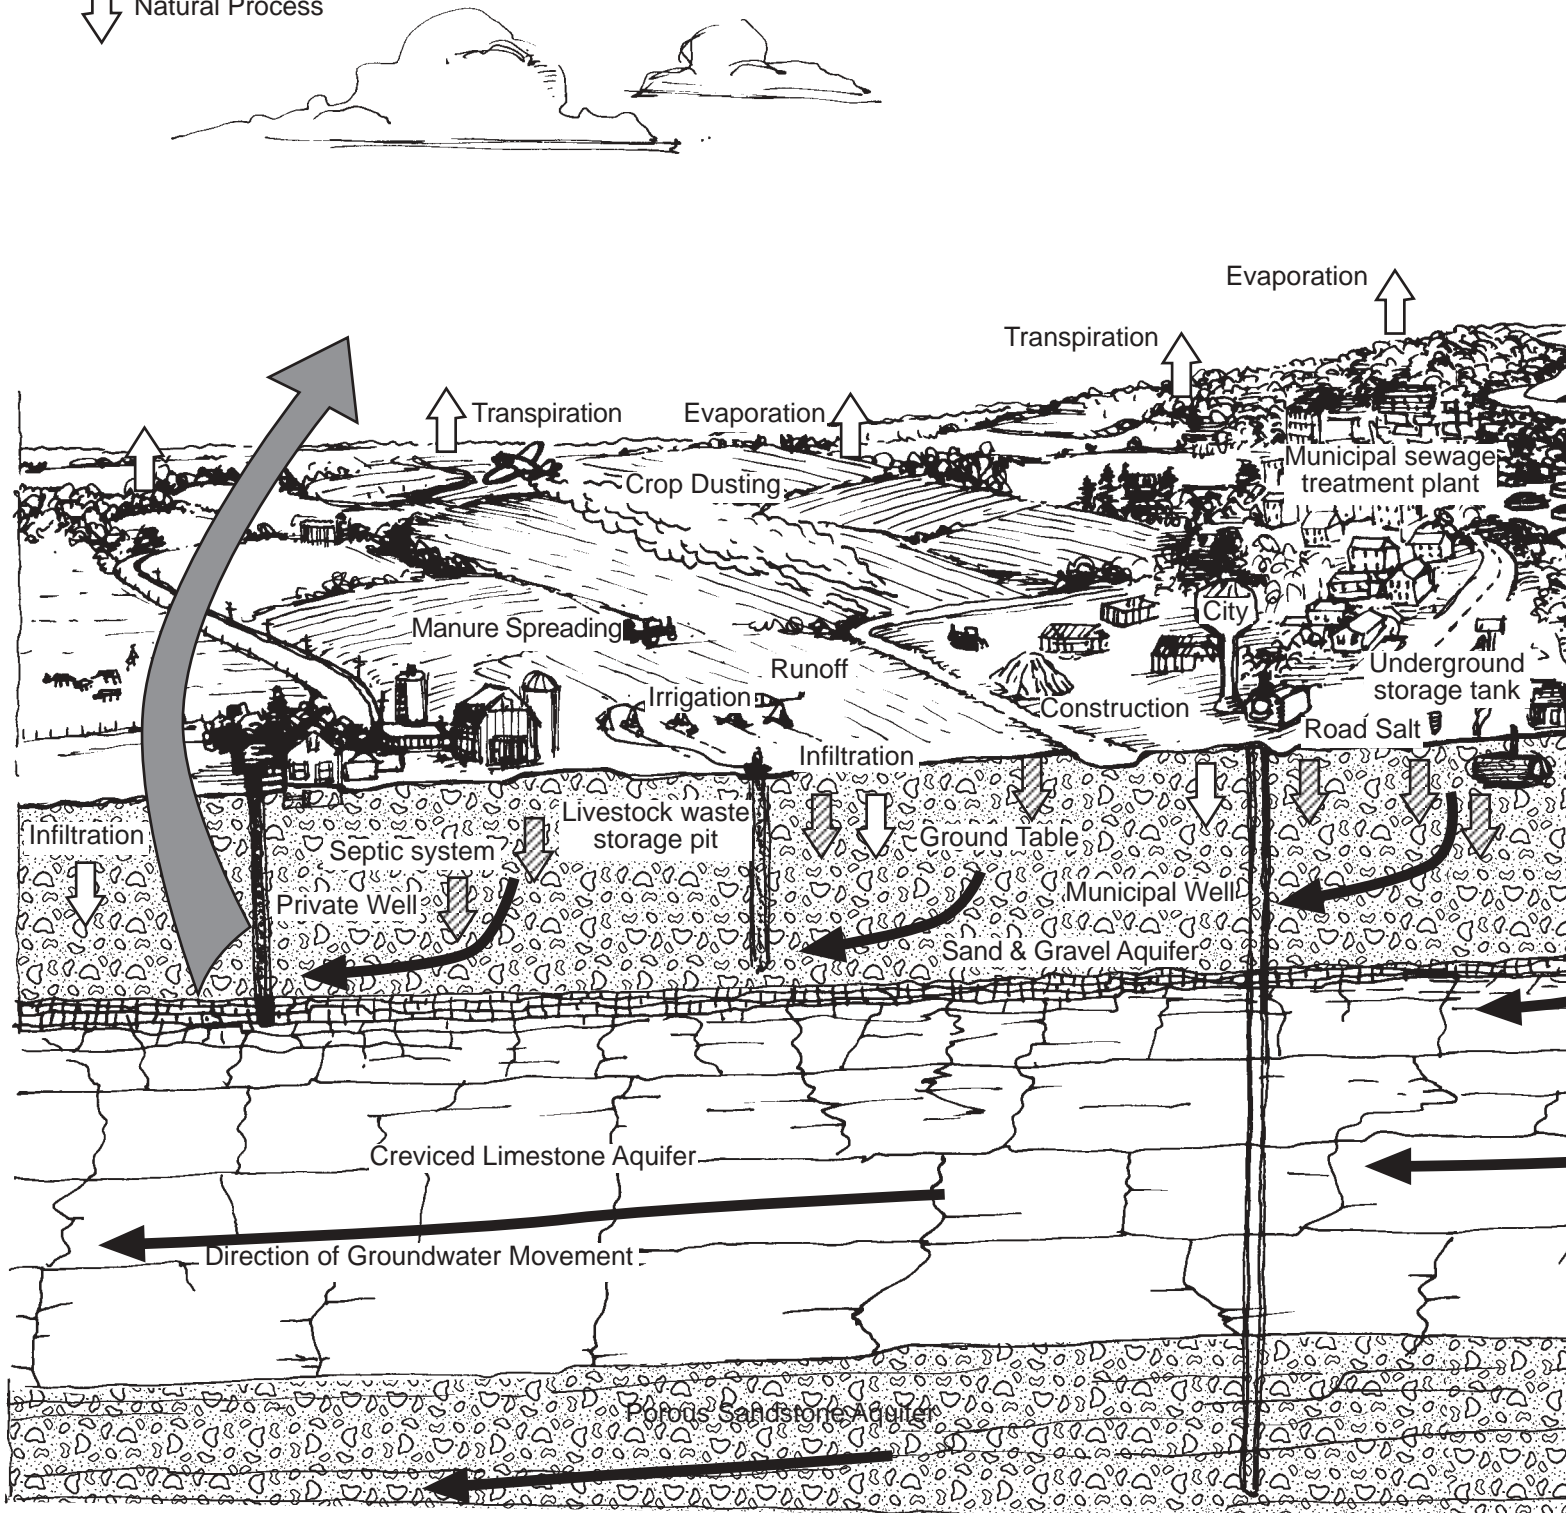 Natural Process
Evaporation
Transpiration
Transpiration
Evaporation
Municipal sewage
treatment plant
Crop Dusting
City
Manure Spreading
Runoff
Underground
storage tank
Irrigation
Construction
Road Salt
Infiltration
Livestock waste
storage pit
Infiltration
Septic system
Ground Table
Private Well
Municipal Well
Sand & Gravel Aquifer
Creviced Limestone Aquifer
Direction of Groundwater Movement
Porous Sandstone Aquifer